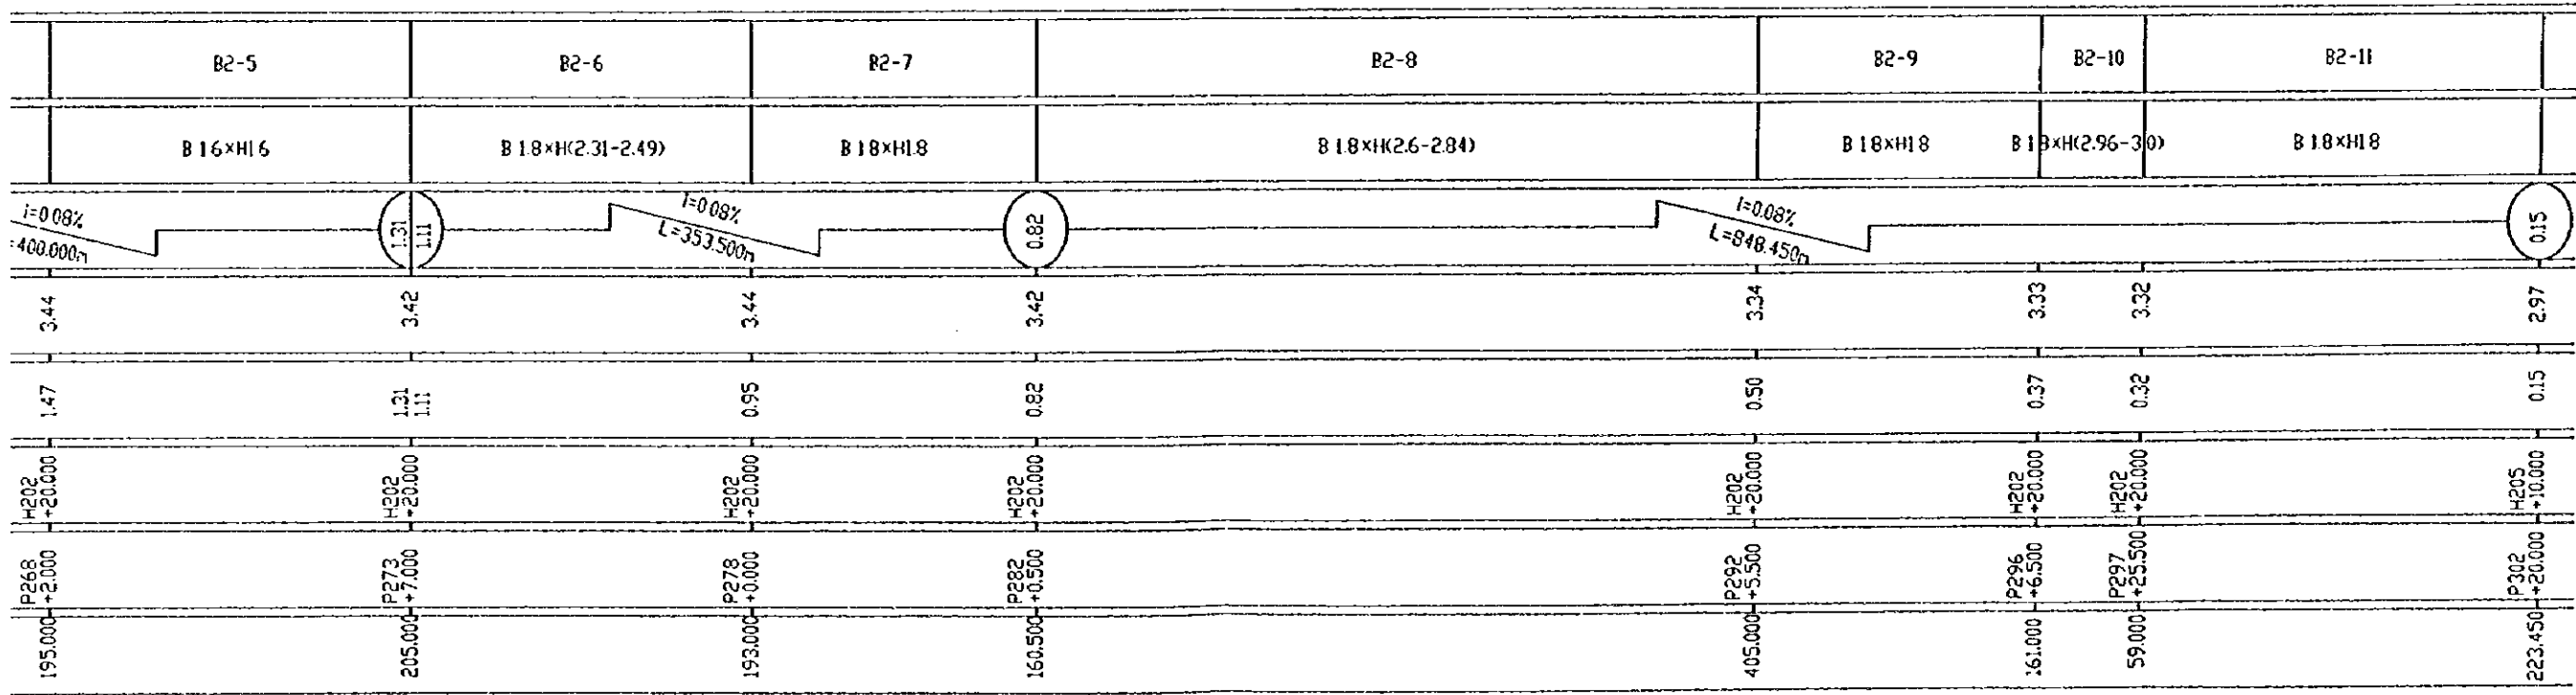 B2-5 B2-6 B2-7 B2-8 B2-9 B2-10 B2-11
B 1.6×H1.6 B 1.8×H(2.31-2.49) B 1.8×H1.8 B 1.8×H(2.6-2.84) B 1.8×H1.8 B 1.8×H(2.96-3.0) B 1.8×H1.8
i=0.08% i=0.08% i=0.08%
=400.000m 1.31 1.11 L=353.500m 0.82 L=848.450m 0.15
3.44 3.42 3.44 3.42 3.34 3.33 3.32 2.97
1.47 1.31 1.11 0.95 0.82 0.50 0.37 0.32 0.15
H202 H202 H202 H202 H202 H202 H202 H205
+20.000 +20.000 +20.000 +20.000 +20.000 +20.000 +20.000 +10.000
P268 P273 P278 P282 P292 P296 P297 P302
+2.000 +7.000 +0.000 +0.500 +5.500 +6.500 +25.500 +20.000
195.000 205.000 193.000 160.500 405.000 161.000 59.000 223.450